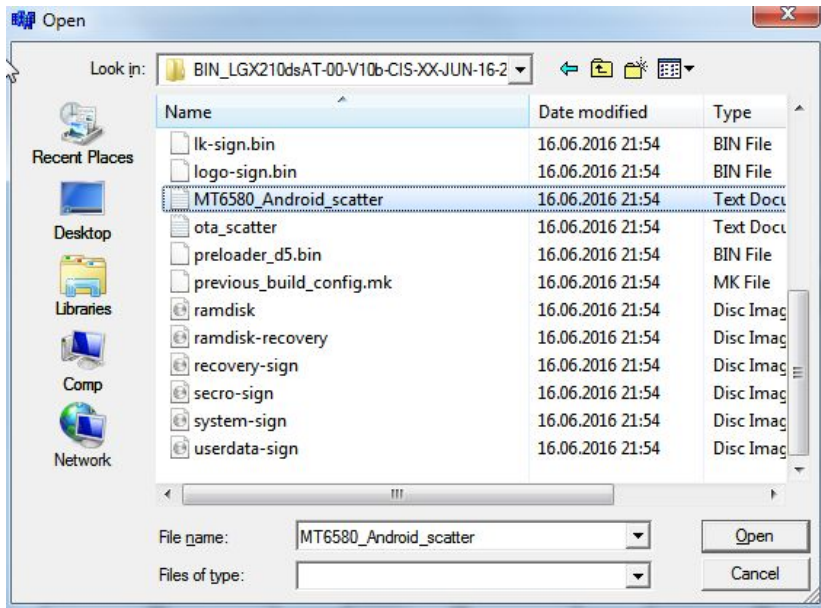 Open
Look in: BIN_LGX210dsAT-00-V10b-CIS-XX-JUN-16-2
Name Date modified Type
lk-sign.bin 16.06.2016 21:54 BIN File
logo-sign.bin 16.06.2016 21:54 BIN File
MT6580_Android_scatter 16.06.2016 21:54 Text Docu
ota_scatter 16.06.2016 21:54 Text Docu
preloader_d5.bin 16.06.2016 21:54 BIN File
previous_build_config.mk 16.06.2016 21:54 MK File
ramdisk 16.06.2016 21:54 Disc Imag
ramdisk-recovery 16.06.2016 21:54 Disc Imag
recovery-sign 16.06.2016 21:54 Disc Imag
secro-sign 16.06.2016 21:54 Disc Imag
system-sign 16.06.2016 21:54 Disc Imag
userdata-sign 16.06.2016 21:54 Disc Imag
Recent Places
Desktop
Libraries
Comp
Network
File name: MT6580_Android_scatter Open
Files of type: Cancel